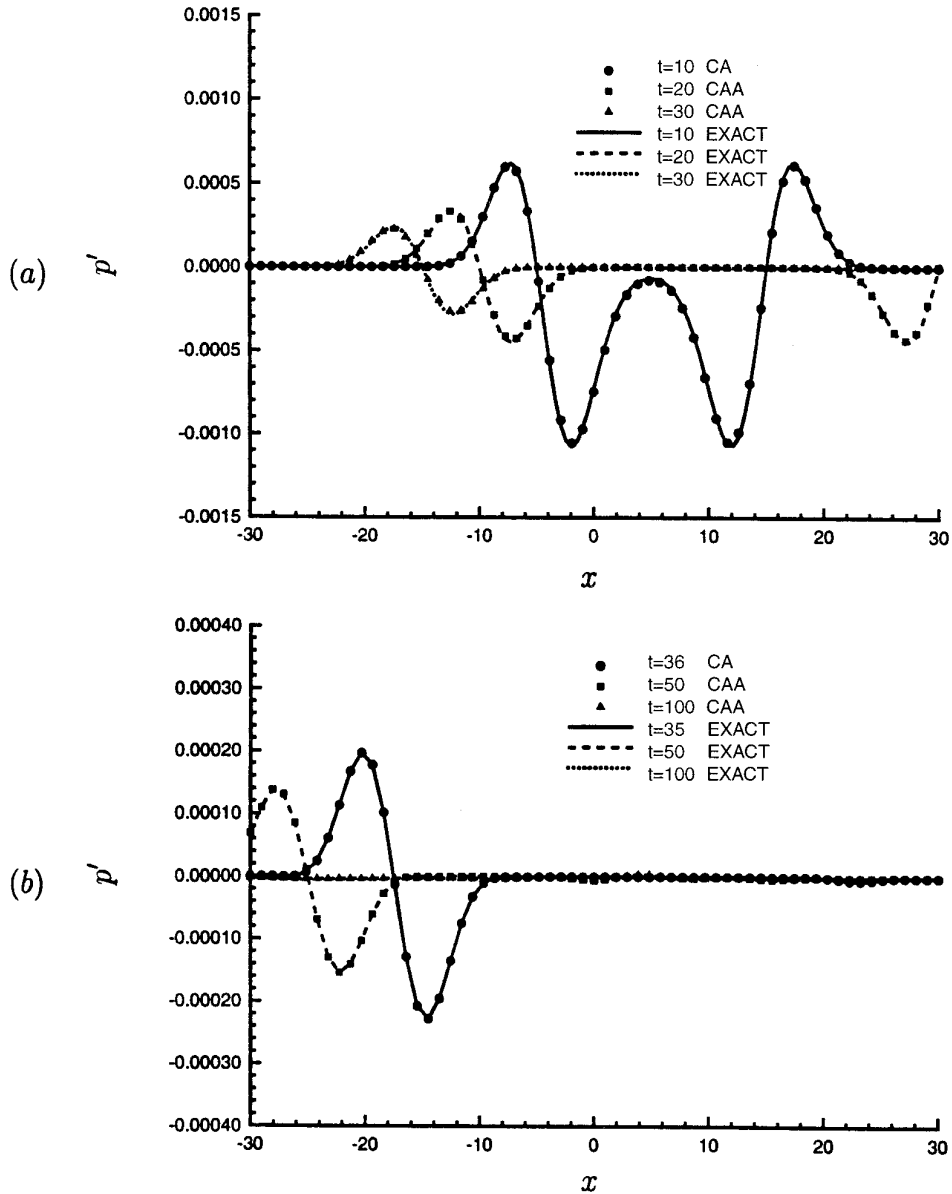 (a)
p'
0.0015
0.0010
0.0005
0.0000
-0.0005
-0.0010
-0.0015
-30
-20
-10
0
10
20
30
x
t=10 CA
t=20 CAA
t=30 CAA
t=10 EXACT
t=20 EXACT
t=30 EXACT
(b)
p'
0.00040
0.00030
0.00020
0.00010
0.00000
-0.00010
-0.00020
-0.00030
-0.00040
-30
-20
-10
0
10
20
30
x
t=36 CA
t=50 CAA
t=100 CAA
t=35 EXACT
t=50 EXACT
t=100 EXACT